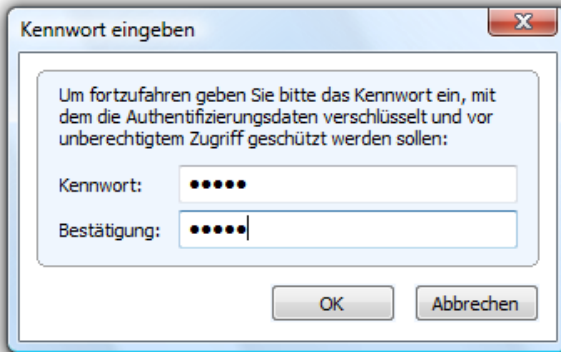 Kennwort eingeben
Um fortzufahren geben Sie bitte das Kennwort ein, mit
dem die Authentifizierungsdaten verschlüsselt und vor
unberechtigtem Zugriff geschützt werden sollen:
Kennwort: •••••
Bestätigung: •••••
OK Abbrechen